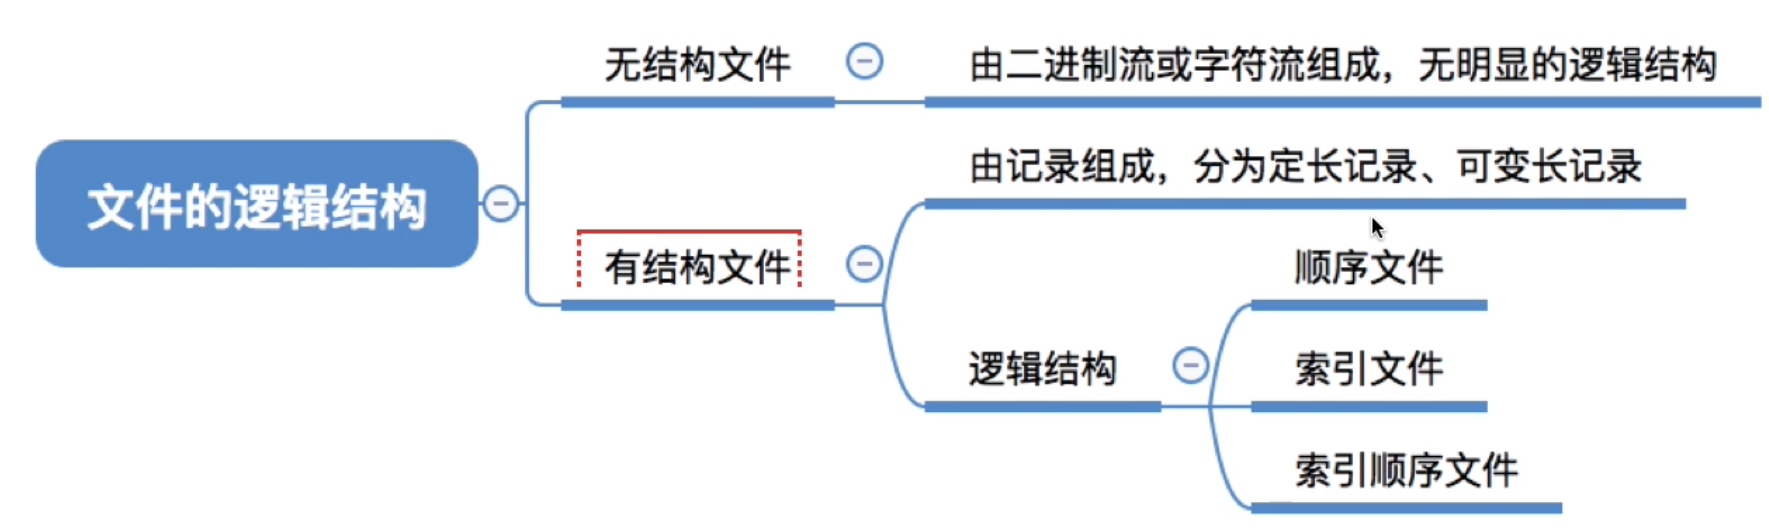 文件的逻辑结构
无结构文件
由二进制流或字符流组成，无明显的逻辑结构
有结构文件
由记录组成，分为定长记录、可变长记录
逻辑结构
顺序文件
索引文件
索引顺序文件